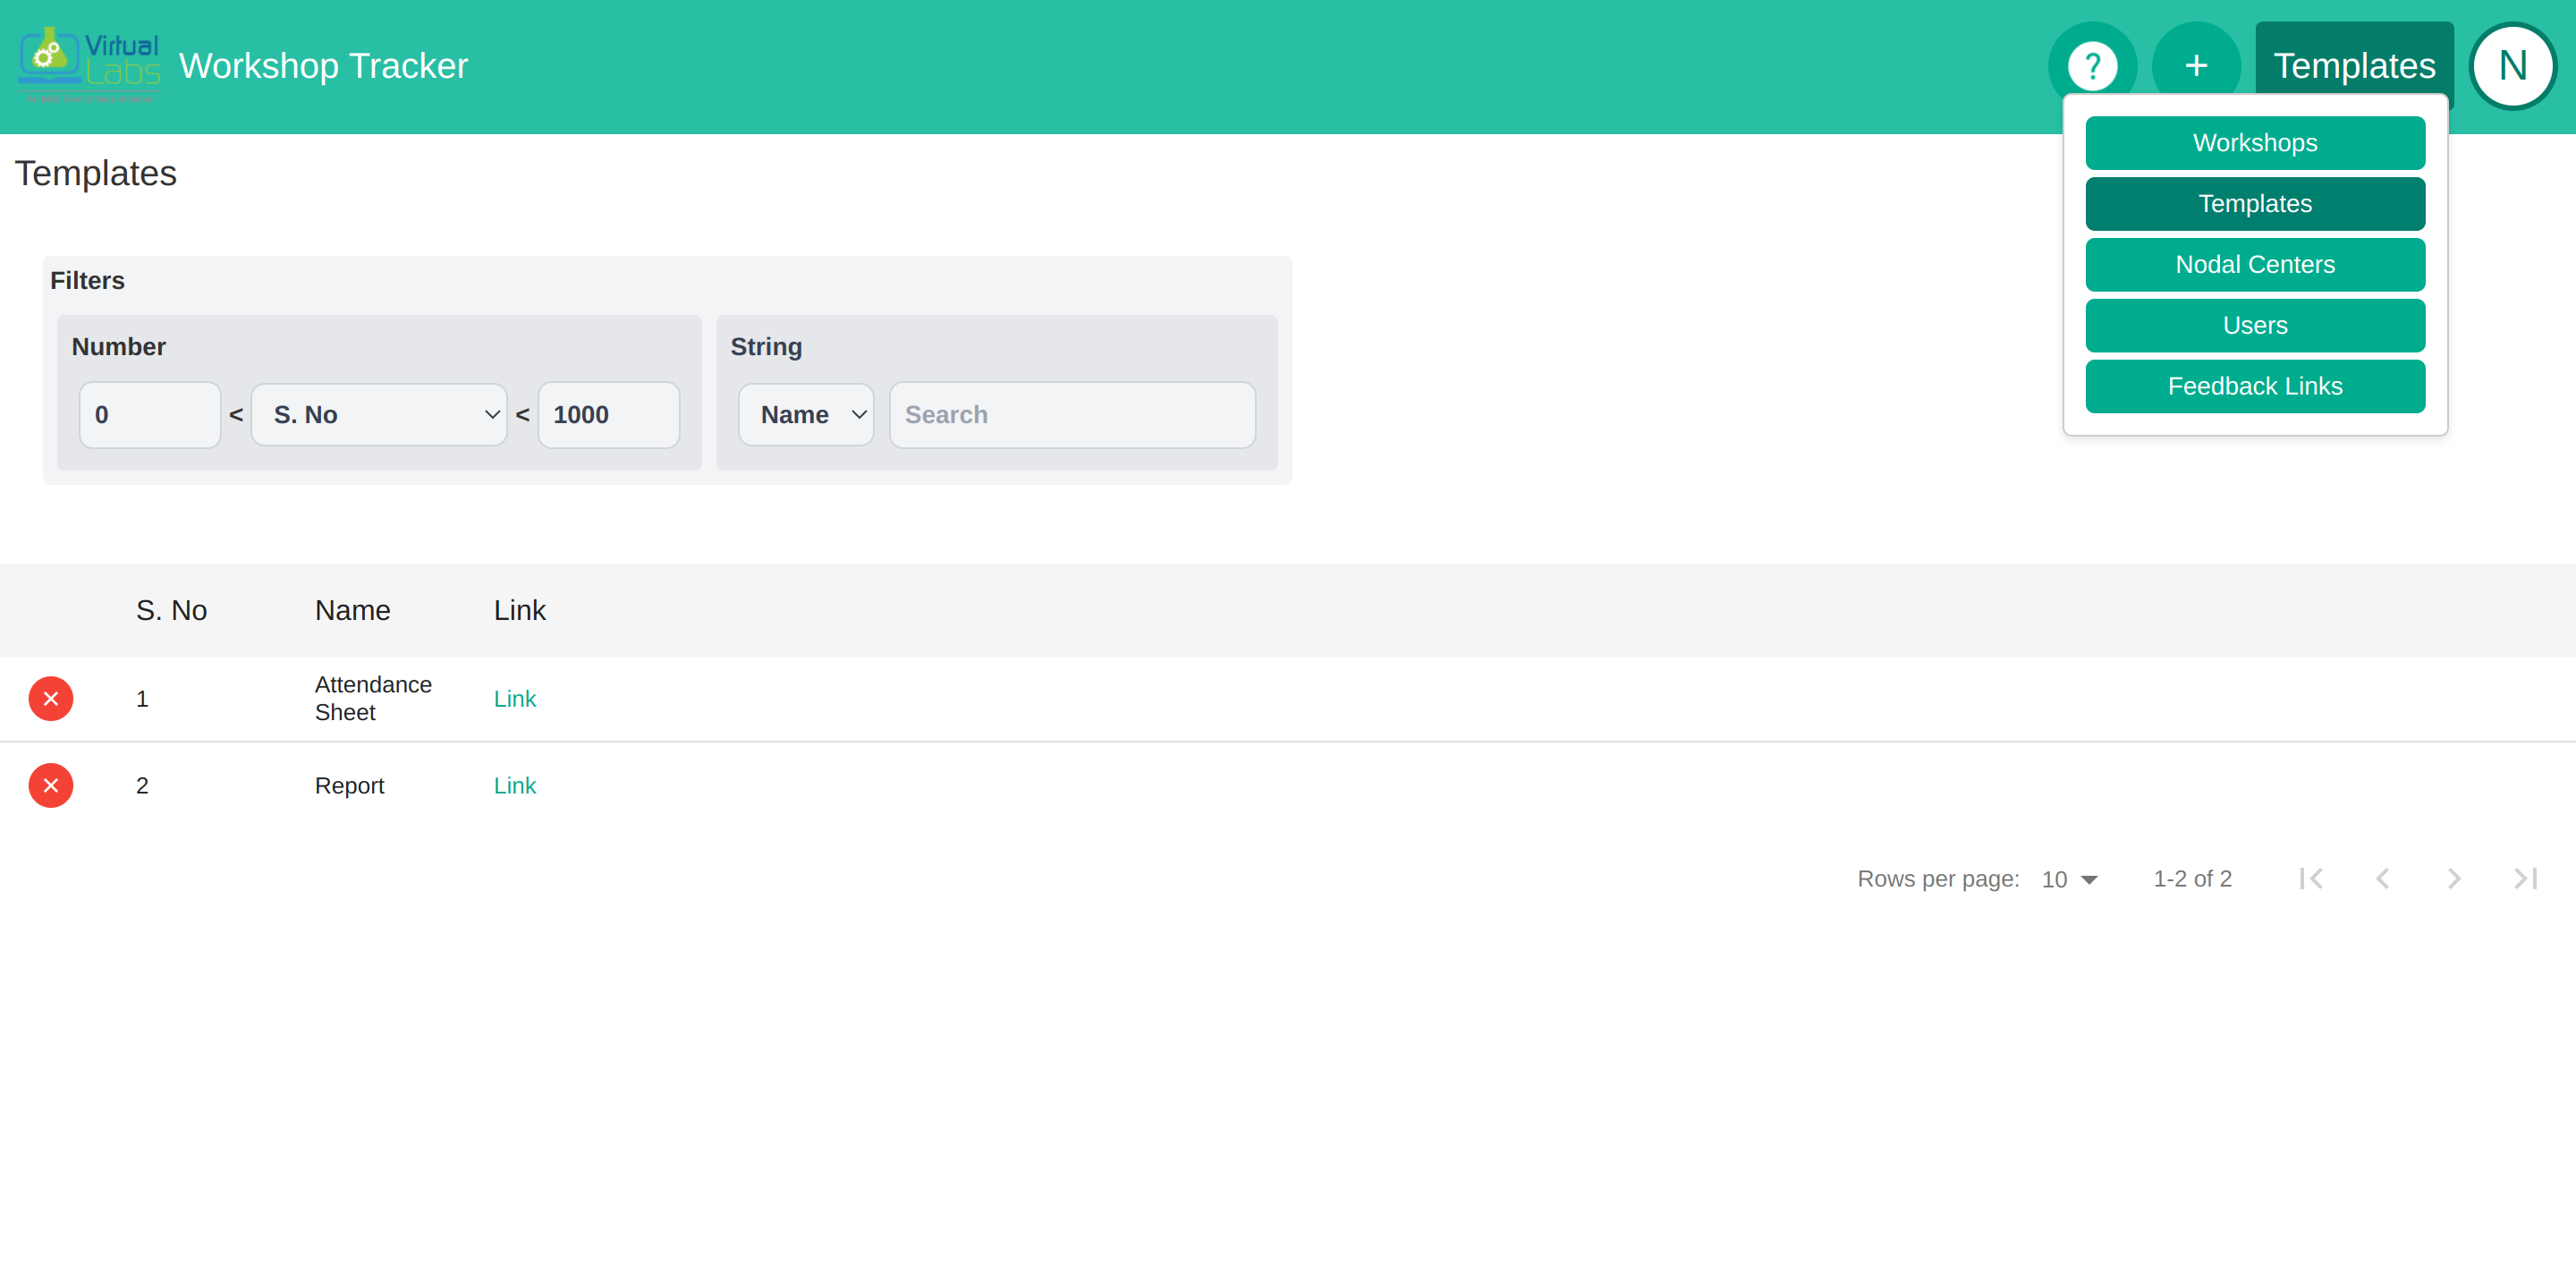 Virtual
Labs
Workshop Tracker
?
+
Templates
N
Workshops
Templates
Nodal Centers
Users
Feedback Links
Templates
Filters
Number
String
0 < S. No < 1000
Name Search
S. No Name Link
1 Attendance Sheet Link
2 Report Link
Rows per page: 10 1-2 of 2